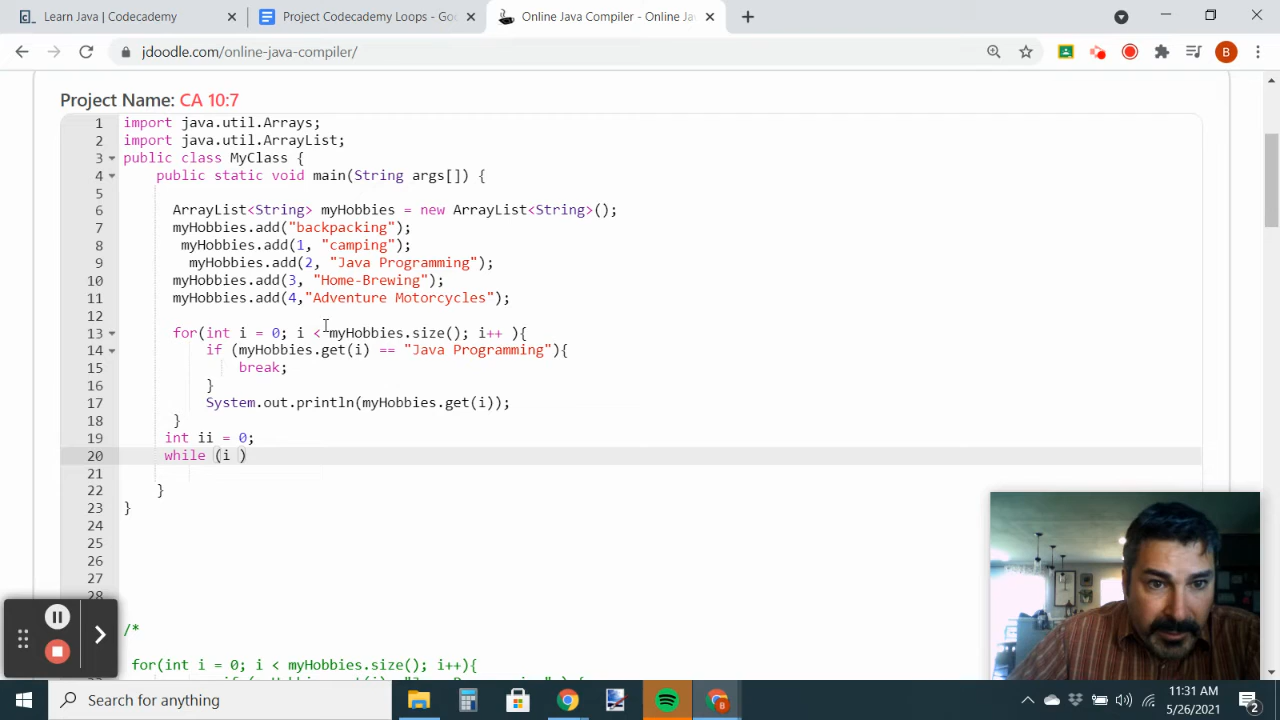 Learn Java | Codecademy
Project Codecademy Loops - Goo
Online Java Compiler - Online Ja
jdoodle.com/online-java-compiler/
B
Project Name: CA 10:7
1 import java.util.Arrays;
2 import java.util.ArrayList;
3 public class MyClass {
4 public static void main(String args[]) {
5
6 ArrayList<String> myHobbies = new ArrayList<String>();
7 myHobbies.add("backpacking");
8 myHobbies.add(1, "camping");
9 myHobbies.add(2, "Java Programming");
10 myHobbies.add(3, "Home-Brewing");
11 myHobbies.add(4,"Adventure Motorcycles");
12
13 for(int i = 0; i < myHobbies.size(); i++ ){
14 if (myHobbies.get(i) == "Java Programming"){
15 break;
16 }
17 System.out.println(myHobbies.get(i));
18 }
19 int ii = 0;
20 while (i )
21
22 }
23 }
24
25
26
27
28
/*
for(int i = 0; i < myHobbies.size(); i++){
Search for anything
B
11:31 AM
5/26/2021
2